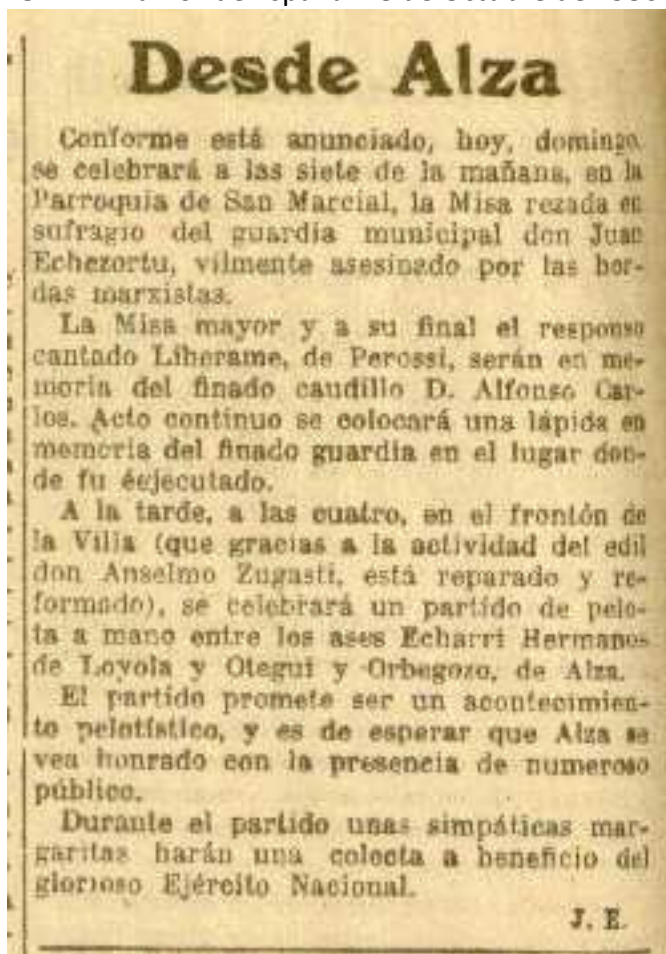 Desde Alza
Conforme está anunciado, hoy, domingo,
se celebrará a las siete de la mañana, en la
Parroquia de San Marcial, la Misa rezada en
sufragio del guardia municipal don Juan
Echezortu, vilmente asesinado por las hor-
das marxistas.
La Misa mayor y a su final el responso
cantado Liberame, de Perossi, serán en me-
moria del finado caudillo D. Alfonso Car-
los. Acto continuo se colocará una lápida en
memoria del finado guardia en el lugar don-
de fu éejecutado.
A la tarde, a las cuatro, en el frontón de
la Villa (que gracias a la actividad del edil
don Anselmo Zugasti, está reparado y re-
formado), se celebrará un partido de pelo-
ta a mano entre los ases Echarri Hermanos
de Loyola y Otegui y Orbegozo, de Alza.
El partido promete ser un acontecimien-
to pelotístico, y es de esperar que Alza se
vea honrado con la presencia de numeroso
público.
Durante el partido unas simpáticas mar-
garitas harán una colecta a beneficio del
glorioso Ejército Nacional.
J. E.